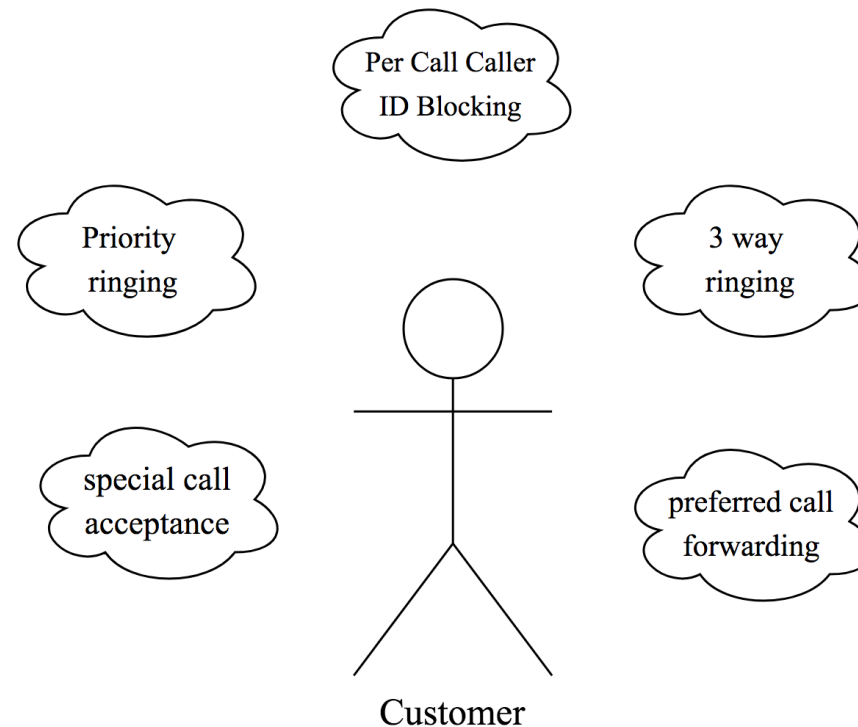 Per Call Caller
ID Blocking
Priority
ringing
3 way
ringing
special call
acceptance
preferred call
forwarding
Customer